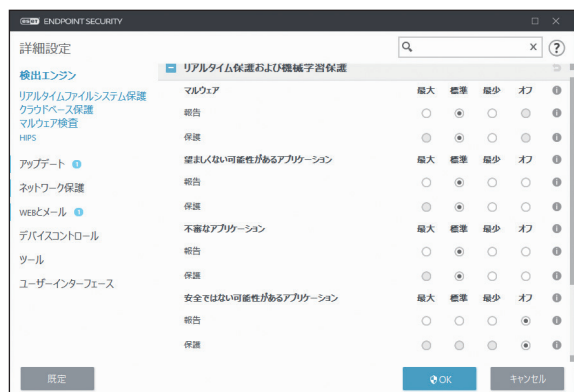 eset ENDPOINT SECURITY
詳細設定
x
?
検出エンジン
リアルタイムファイルシステム保護
クラウドベース保護
マルウェア検査
HIPS
アップデート 1
ネットワーク保護
WEBとメール 1
デバイスコントロール
ツール
ユーザーインターフェース
リアルタイム保護および機械学習保護
マルウェア 最大 標準 最少 オフ
報告
保護
望ましくない可能性があるアプリケーション 最大 標準 最少 オフ
報告
保護
不審なアプリケーション 最大 標準 最少 オフ
報告
保護
安全ではない可能性があるアプリケーション 最大 標準 最少 オフ
報告
保護
既定
OK
キャンセル